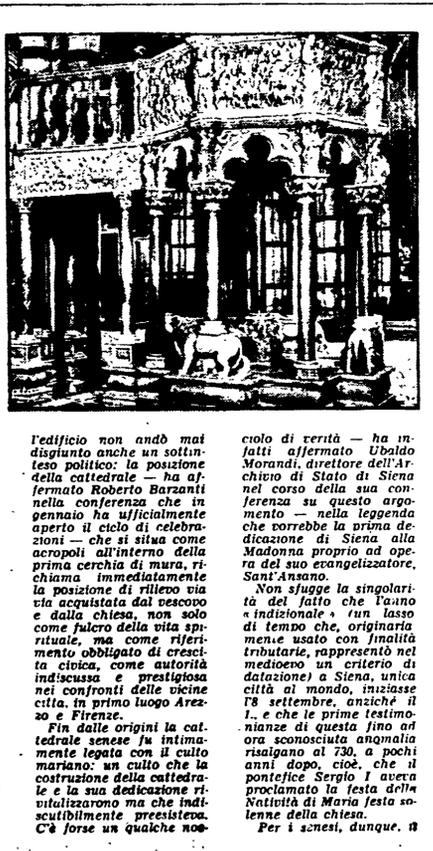 l'edificio non andò mai
disgiunto anche un sottin-
teso politico: la posizione
della cattedrale — ha af-
fermato Roberto Barzanti
nella conferenza che in
gennaio ha ufficialmente
aperto il ciclo di celebra-
zioni — che si situa come
acropoli all'interno della
prima cerchia di mura, ri-
chiama immediatamente
la posizione di rilievo via
via acquistata dal vescovo
e dalla chiesa, non solo
come fulcro della vita spi-
rituale, ma come riferi-
mento obbligato di cresci-
ta civica, come autorità
indiscussa e prestigiosa
nei confronti delle vicine
città, in primo luogo Arez-
zo e Firenze.
Fin dalle origini la cat-
tedrale senese fu intima-
mente legata con il culto
mariano: un culto che la
costruzione della cattedra-
le e la sua dedicazione ri-
vitalizzarono ma che indi-
scutibilmente preesisteva.
C'è forse un qualche noc-
ciolo di verità — ha in-
fatti affermato Ubaldo
Morandi, direttore dell'Ar-
chivio di Stato di Siena
nel corso della sua con-
ferenza su questo argo-
mento — nella leggenda
che vorrebbe la prima de-
dicazione di Siena alla
Madonna proprio ad ope-
ra del suo evangelizzatore,
Sant'Ansano.
Non sfugge la singolari-
tà del fatto che l'anno
« indizionale » (un lasso
di tempo che, originaria
mente usato con finalità
tributarie, rappresentò nel
medioevo un criterio di
datazione) a Siena, unica
città al mondo, iniziasse
l'8 settembre, anziché il
1., e che le prime testimo-
nianze di questa fino ad
ora sconosciuta anomalia
risalgano al 730, a pochi
anni dopo, cioè, che il
pontefice Sergio I aveva
proclamato la festa della
Natività di Maria festa so-
lenne della chiesa.
Per i senesi, dunque, il